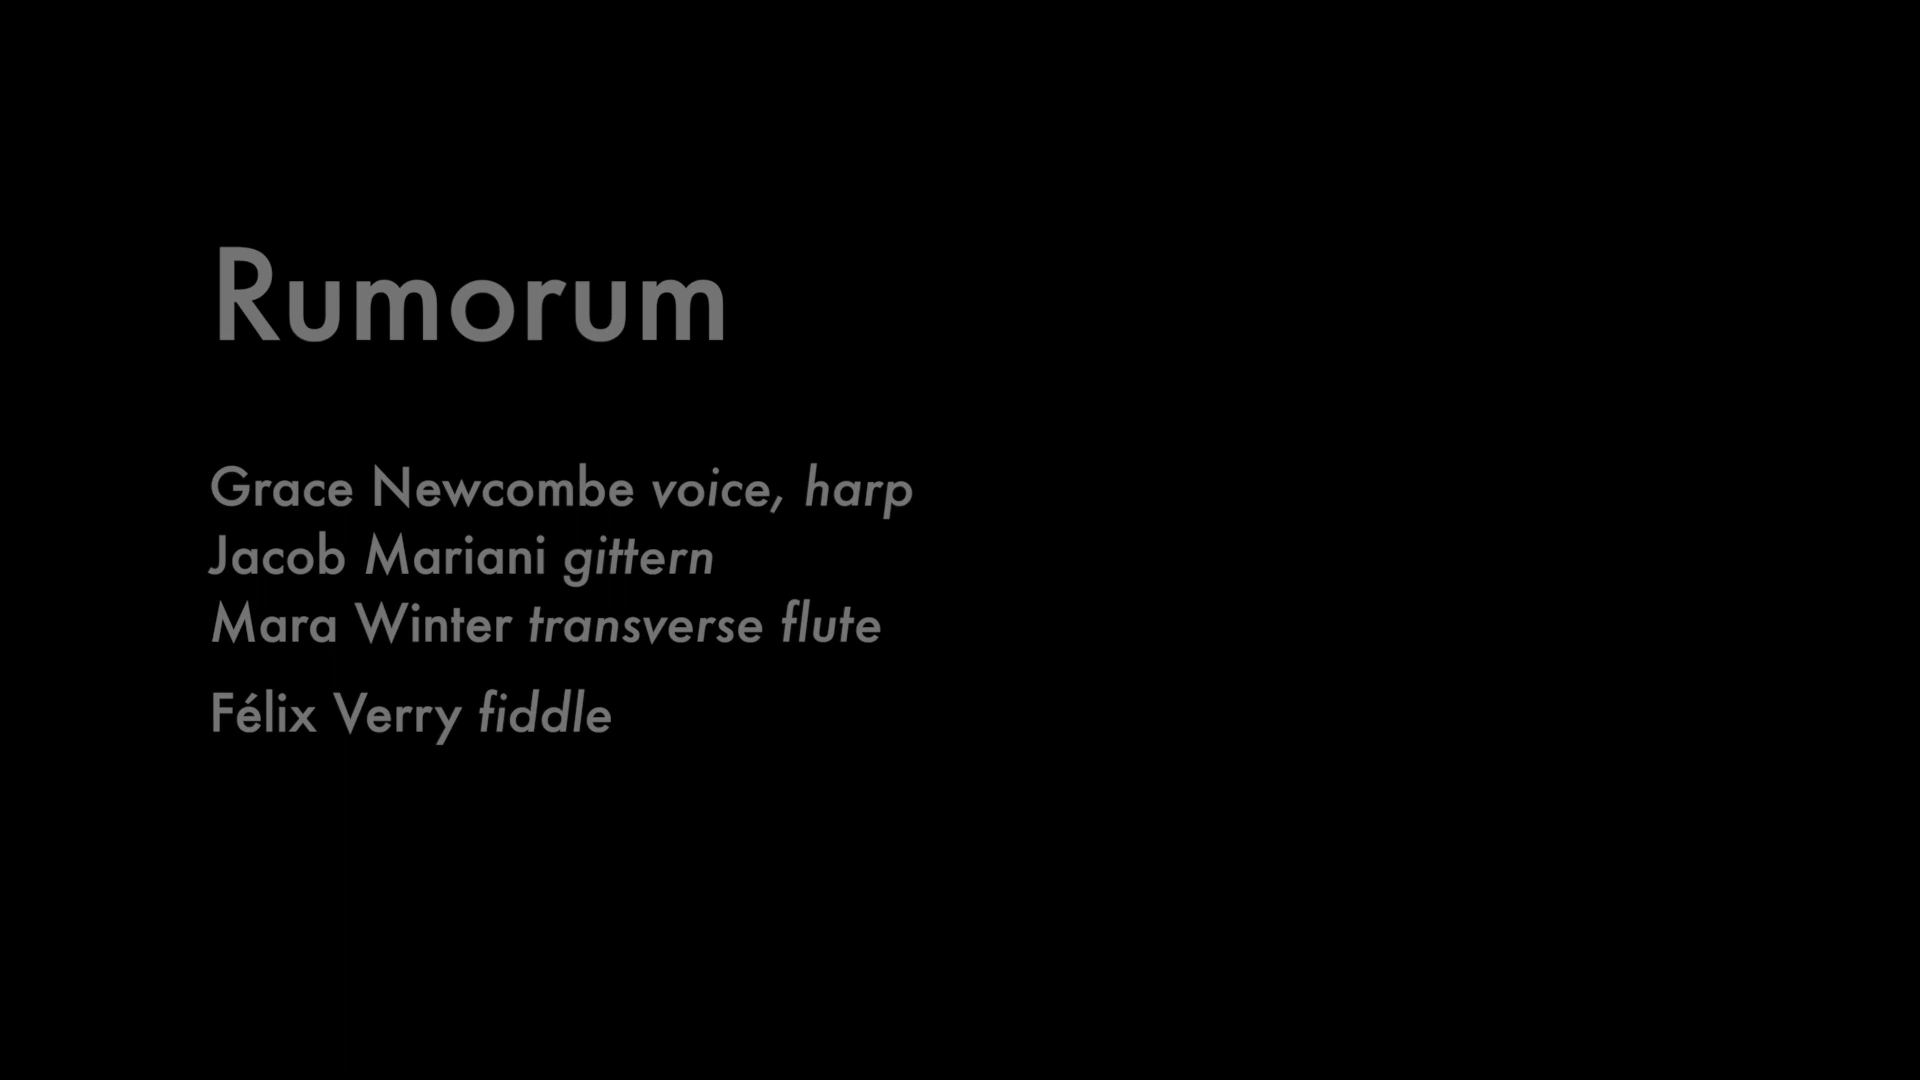 Rumorum
Grace Newcombe voice, harp
Jacob Mariani gittern
Mara Winter transverse flute
Félix Verry fiddle